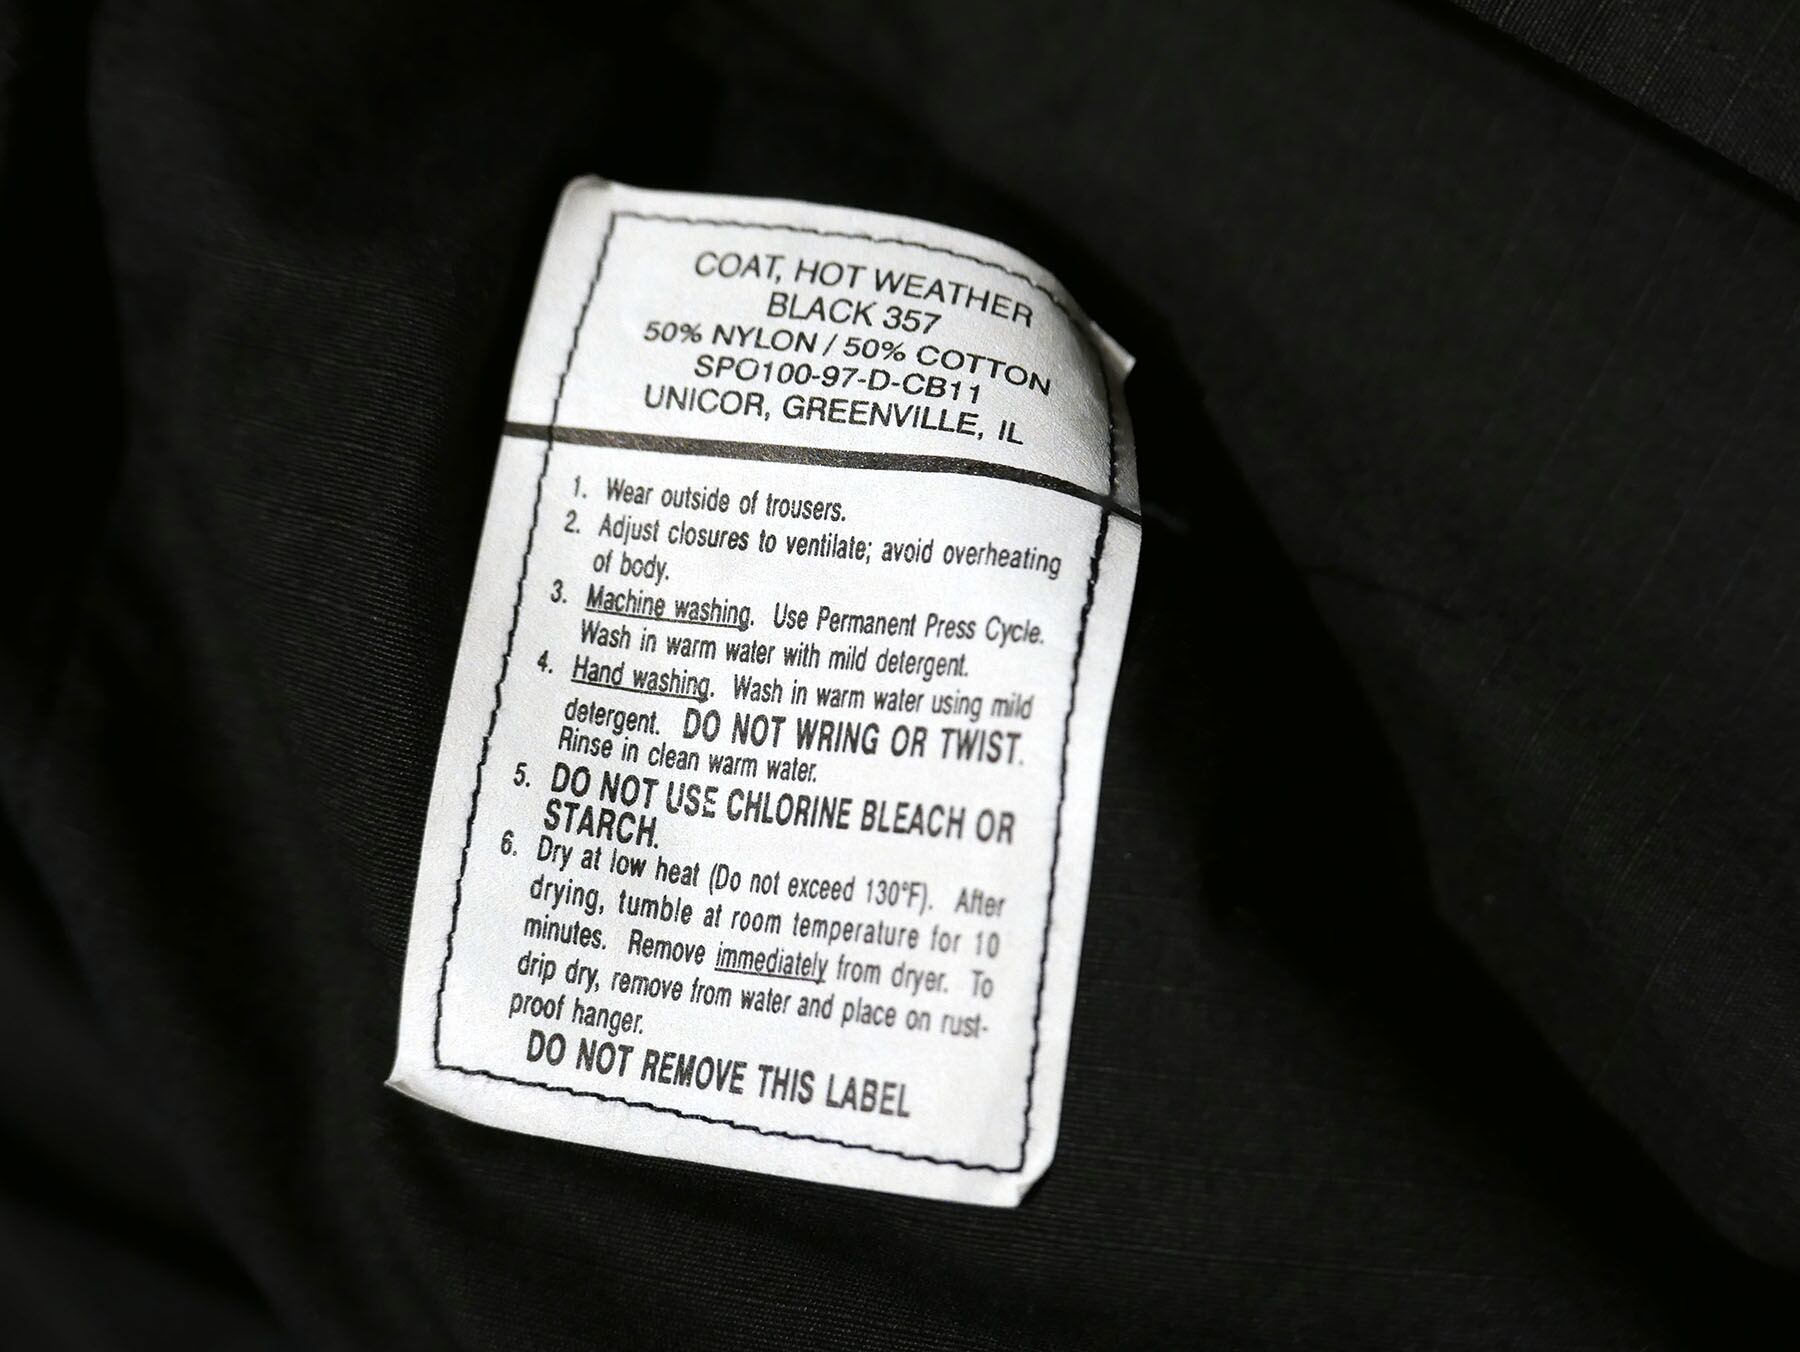 COAT, HOT WEATHER
BLACK 357
50% NYLON / 50% COTTON
SPO100-97-D-CB11
UNICOR, GREENVILLE, IL
1. Wear outside of trousers.
2. Adjust closures to ventilate; avoid overheating
of body.
3. Machine washing. Use Permanent Press Cycle.
Wash in warm water with mild detergent.
4. Hand washing. Wash in warm water using mild
detergent. DO NOT WRING OR TWIST.
Rinse in clean warm water.
5. DO NOT USE CHLORINE BLEACH OR
STARCH.
6. Dry at low heat (Do not exceed 130°F). After
drying, tumble at room temperature for 10
minutes. Remove immediately from dryer. To
drip dry, remove from water and place on rust-
proof hanger.
DO NOT REMOVE THIS LABEL